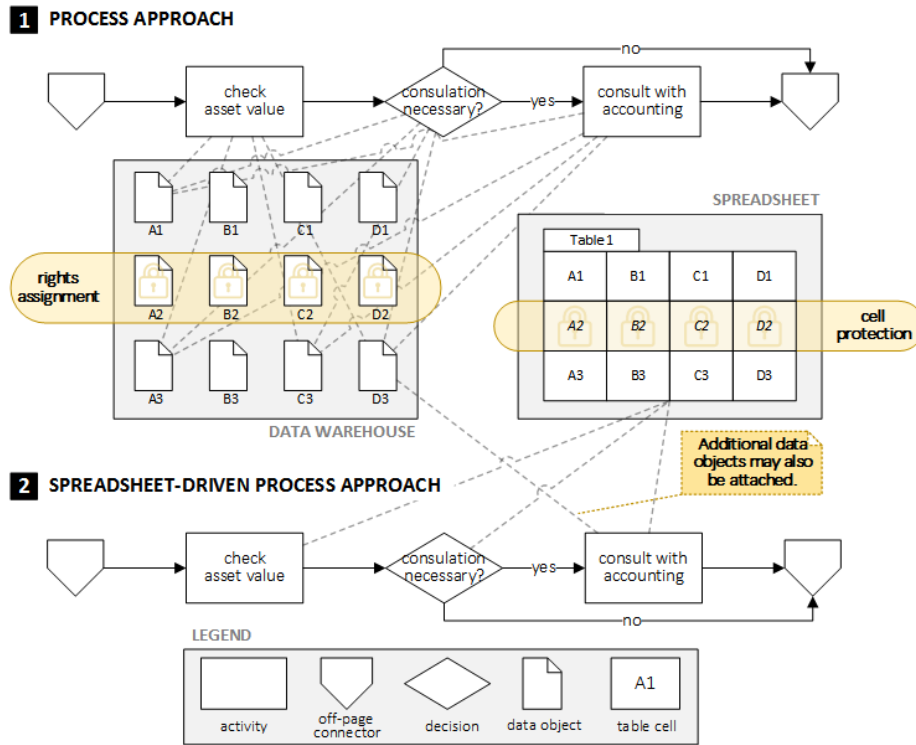 1 PROCESS APPROACH
no
check
asset value
consulation
necessary?
yes
consult with
accounting
A1 B1 C1 D1
rights
assignment
A2 B2 C2 D2
A3 B3 C3 D3
DATA WAREHOUSE
SPREADSHEET
Table 1
A1 B1 C1 D1
A2 B2 C2 D2
cell
protection
A3 B3 C3 D3
Additional data
objects may also
be attached.
2 SPREADSHEET-DRIVEN PROCESS APPROACH
check
asset value
consulation
necessary?
yes
consult with
accounting
no
LEGEND
activity
off-page
connector
decision
data object
A1
table cell